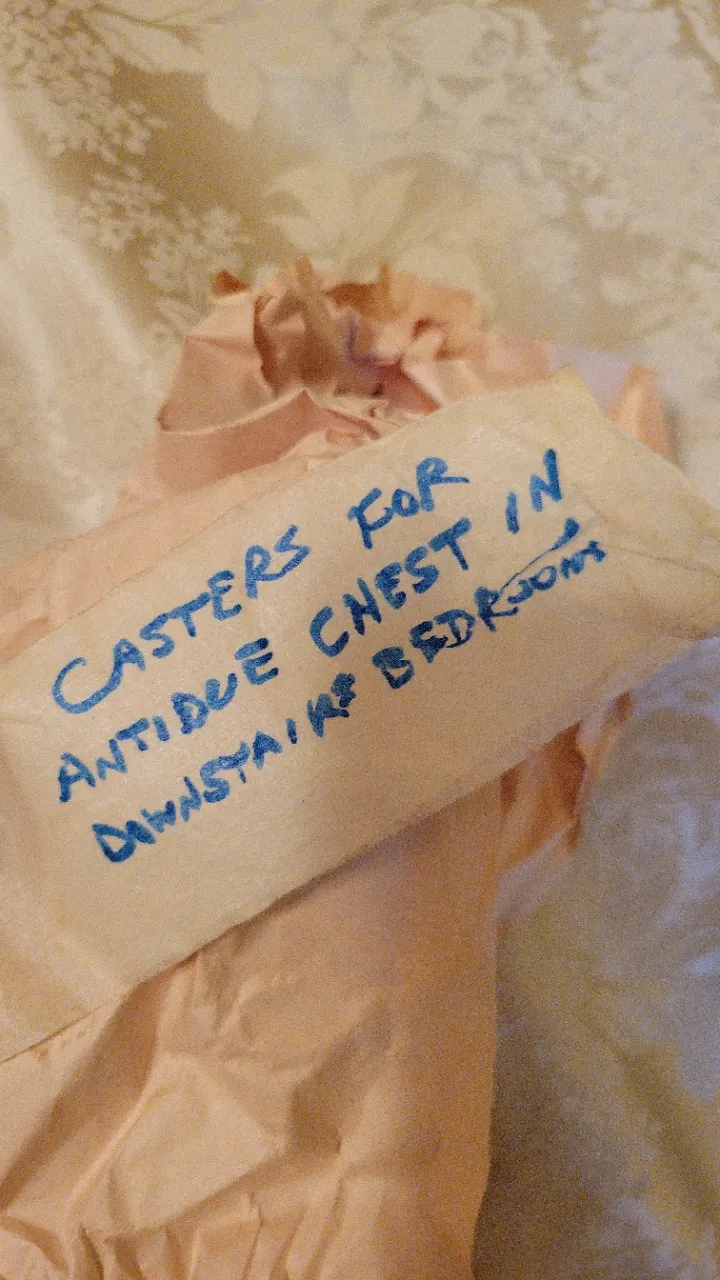 CASTERS FOR
ANTIQUE CHEST IN
DOWNSTAIRS BEDROOM